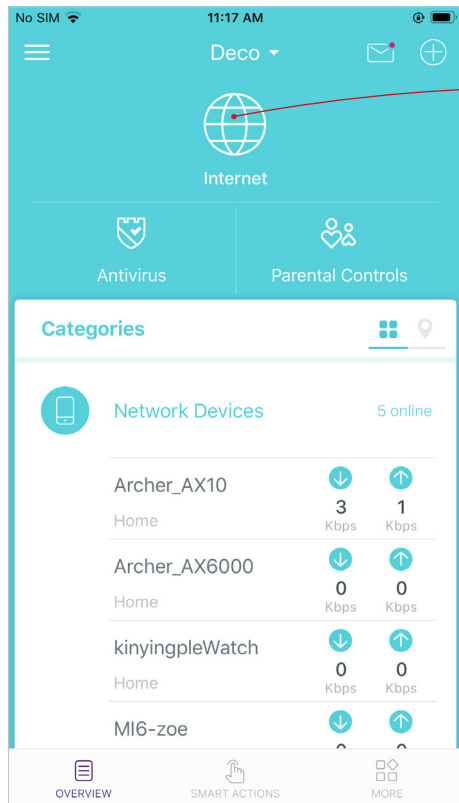 No SIM 11:17 AM
Deco
Internet
Antivirus Parental Controls
Categories
Network Devices 5 online
Archer_AX10
Home
3 1
Kbps Kbps
Archer_AX6000
Home
0 0
Kbps Kbps
kinyingpleWatch
Home
0 0
Kbps Kbps
MI6-zoe
OVERVIEW SMART ACTIONS MORE